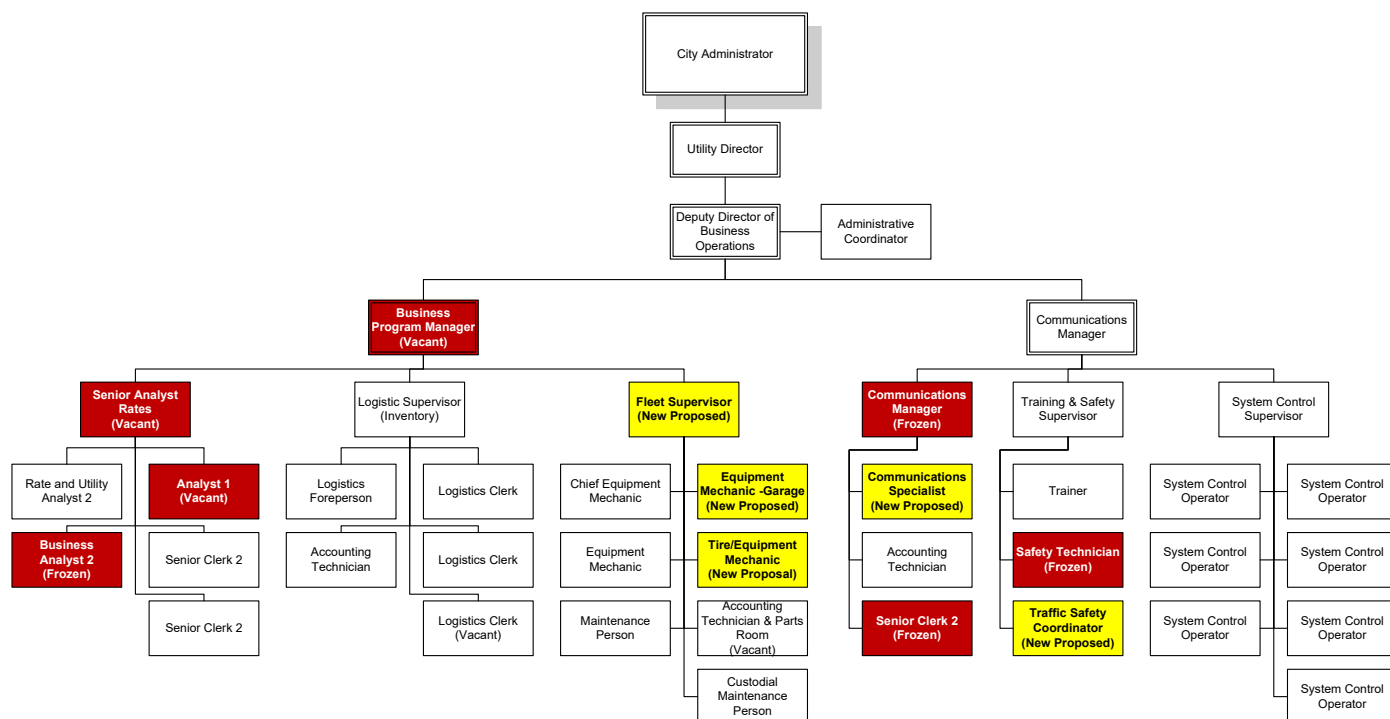 City Administrator
Utility Director
Deputy Director of
Business
Operations
Administrative
Coordinator
Business
Program Manager
(Vacant)
Communications
Manager
Senior Analyst
Rates
(Vacant)
Logistic Supervisor
(Inventory)
Fleet Supervisor
(New Proposed)
Communications
Manager
(Frozen)
Training & Safety
Supervisor
System Control
Supervisor
Rate and Utility
Analyst 2
Analyst 1
(Vacant)
Logistics
Foreperson
Logistics Clerk
Chief Equipment
Mechanic
Equipment
Mechanic -Garage
(New Proposed)
Communications
Specialist
(New Proposed)
Trainer
System Control
Operator
System Control
Operator
Business
Analyst 2
(Frozen)
Senior Clerk 2
Accounting
Technician
Logistics Clerk
Equipment
Mechanic
Tire/Equipment
Mechanic
(New Proposal)
Accounting
Technician
Safety Technician
(Frozen)
System Control
Operator
System Control
Operator
Senior Clerk 2
Logistics Clerk
(Vacant)
Maintenance
Person
Accounting
Technician & Parts
Room
(Vacant)
Senior Clerk 2
(Frozen)
Traffic Safety
Coordinator
(New Proposed)
System Control
Operator
System Control
Operator
Custodial
Maintenance
Person
System Control
Operator